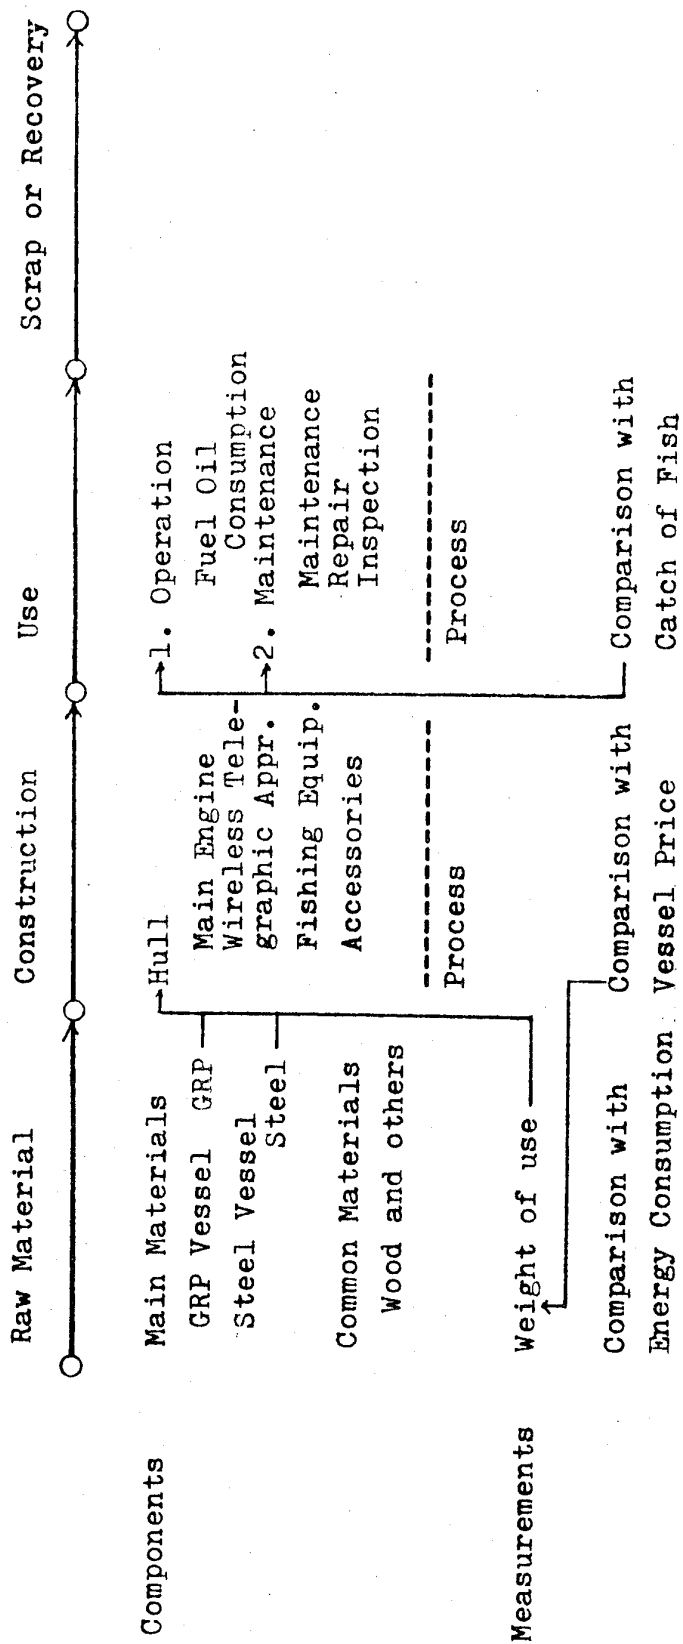 Raw Material
Construction
Use
Scrap or Recovery
Components
Main Materials
GRP Vessel GRP
Steel Vessel
Steel
Common Materials
Wood and others
Hull
Main Engine
Wireless Tele-
graphic Appr.
Fishing Equip.
Accessories
Process
1. Operation
Fuel Oil
Consumption
2. Maintenance
Maintenance
Repair
Inspection
Process
Measurements
Weight of use
Comparison with
Energy Consumption
Comparison with
Vessel Price
Comparison with
Catch of Fish